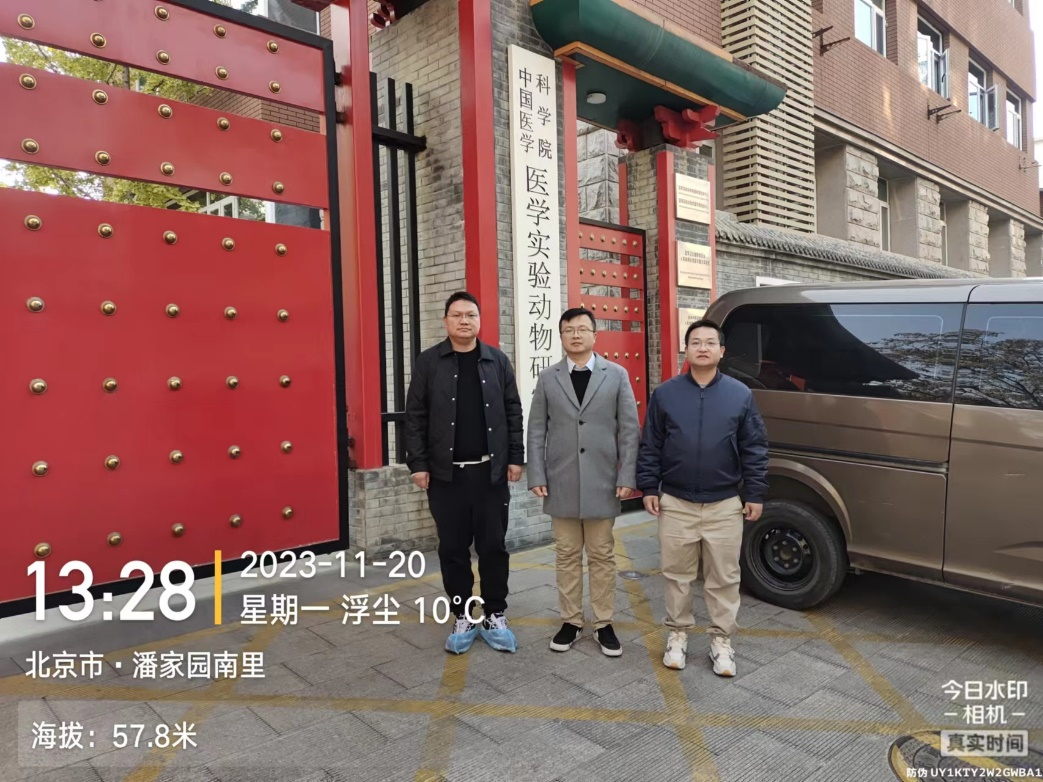 中国医学
科学院
医学实验动物研
13:28
2023-11-20
星期一 浮尘 10°C
北京市·潘家园南里
海拔：57.8米
今日水印
-相机-
真实时间
防伪 UY1KTY2W2GWBA1